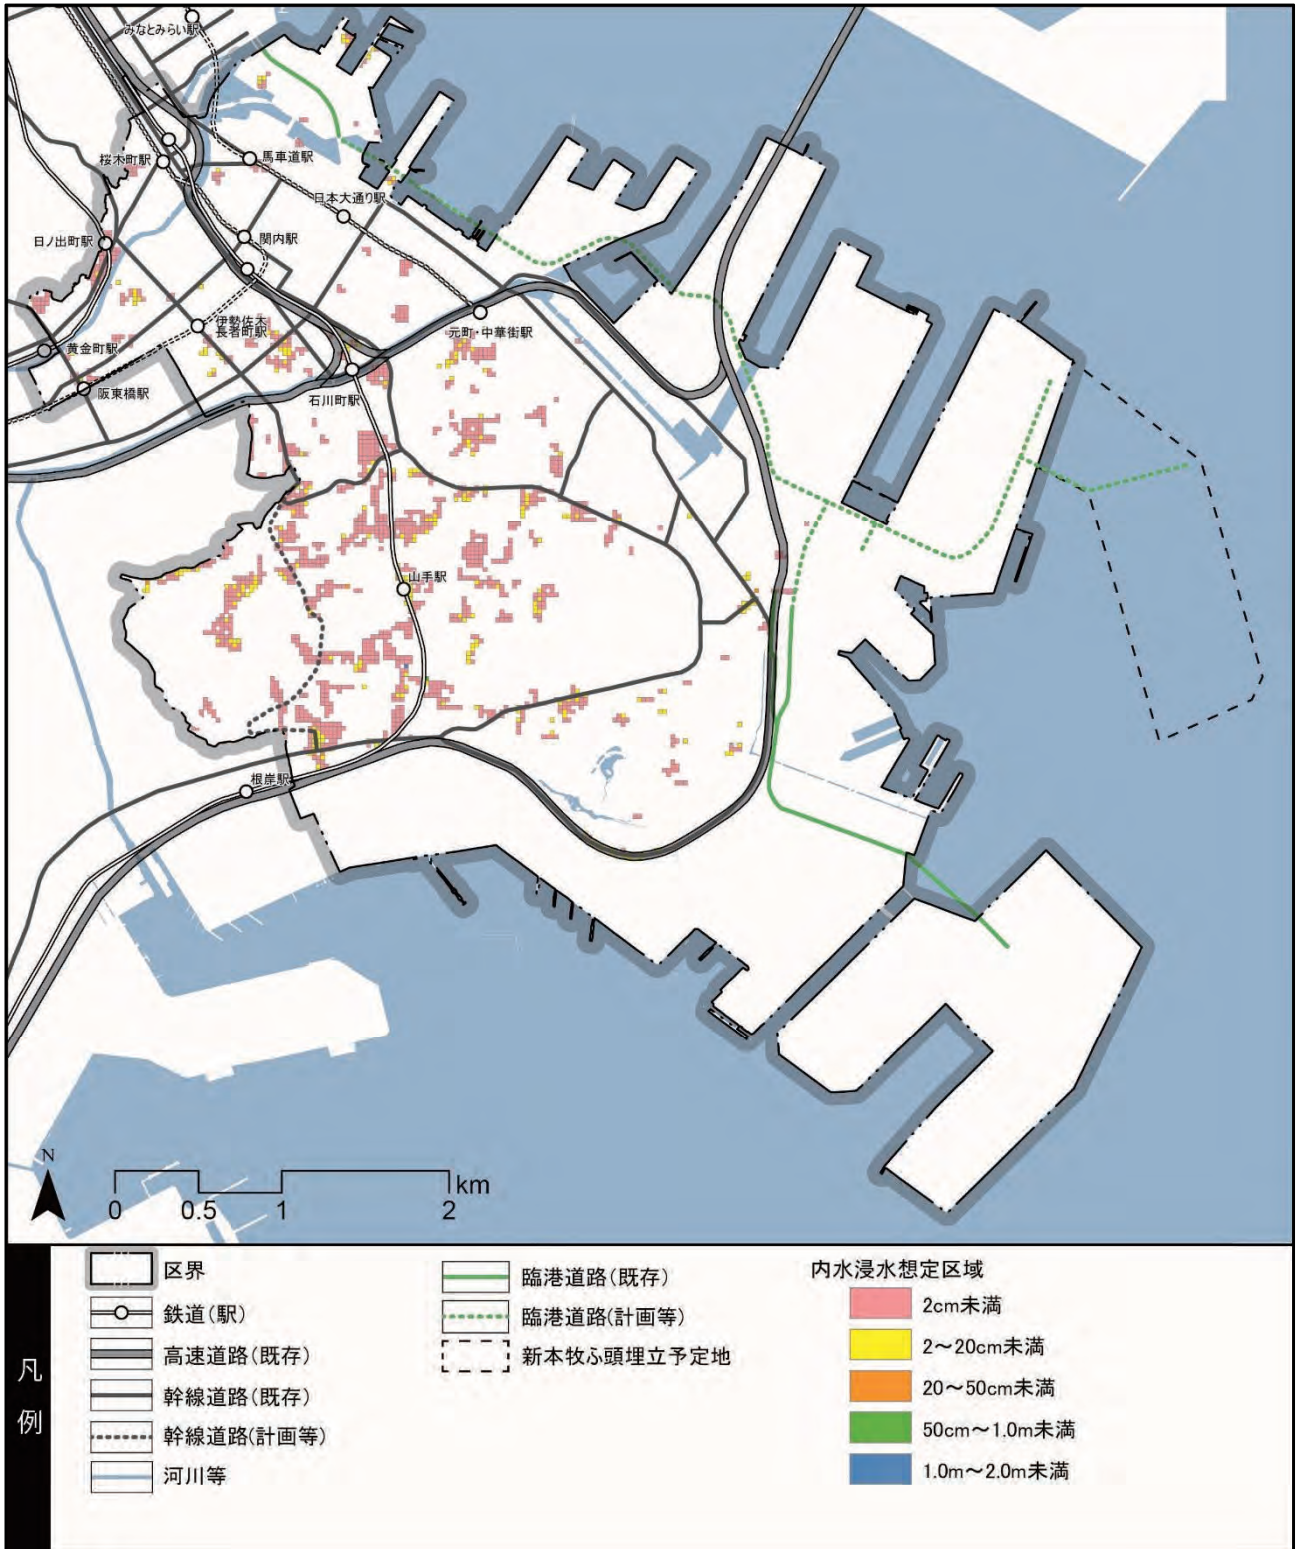 みなとみらい駅
桜木町駅
馬車道駅
日本大通り駅
日ノ出町駅
関内駅
伊勢佐木
長者町駅
元町・中華街駅
黄金町駅
阪東橋駅
石川町駅
山手駅
根岸駅
N
0 0.5 1 2 km
凡例
区界
鉄道(駅)
高速道路(既存)
幹線道路(既存)
幹線道路(計画等)
河川等
臨港道路(既存)
臨港道路(計画等)
新本牧ふ頭埋立予定地
内水浸水想定区域
2cm未満
2～20cm未満
20～50cm未満
50cm～1.0m未満
1.0m～2.0m未満